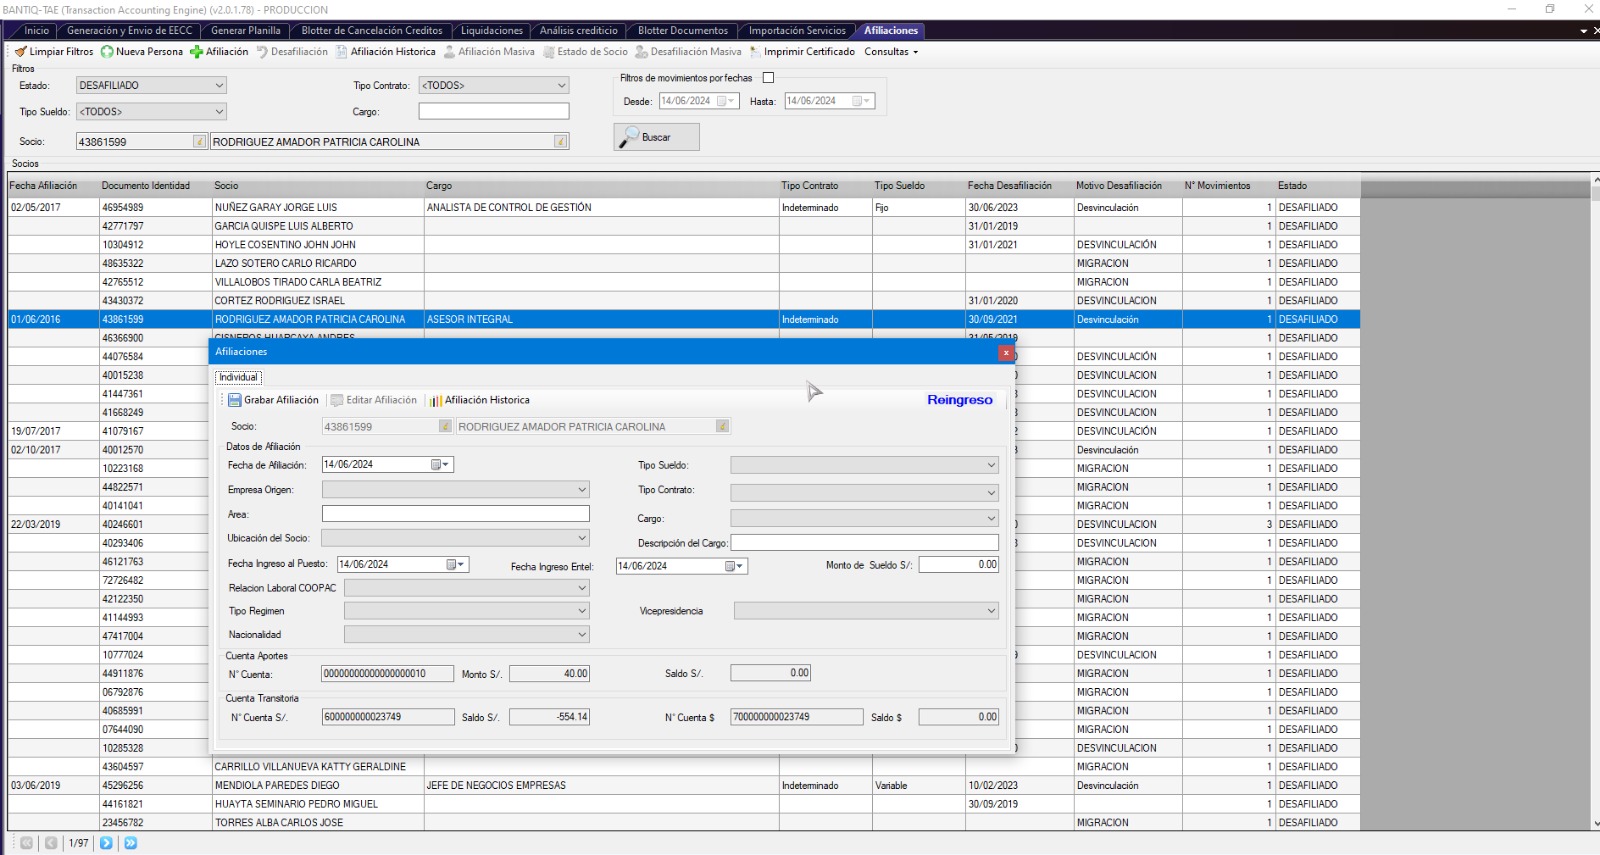 BANTIQ-TAE (Transaction Accounting Engine) (v2.0.1.78) - PRODUCCION
Inicio Generación y Envio de EECC Generar Planilla Blotter de Cancelación Creditos Liquidaciones Análisis crediticio Blotter Documentos Importación Servicios Afiliaciones
Limpiar Filtros Nueva Persona Afiliación Desafiliación Afiliación Historica Afiliación Masiva Estado de Socio Desafiliación Masiva Imprimir Certificado Consultas
Filtros
Estado: DESAFILIADO Tipo Contrato: <TODOS> Filtros de movimientos por fechas
Tipo Sueldo: <TODOS> Cargo: Desde: 14/06/2024 Hasta: 14/06/2024
Socio: 43861599 RODRIGUEZ AMADOR PATRICIA CAROLINA Buscar
Socios
Fecha Afiliación Documento Identidad Socio Cargo Tipo Contrato Tipo Sueldo Fecha Desafiliación Motivo Desafiliación N° Movimientos Estado
02/05/2017 46954989 NUÑEZ GARAY JORGE LUIS ANALISTA DE CONTROL DE GESTIÓN Indeterminado Fijo 30/06/2023 Desvinculación 1 DESAFILIADO
42771797 GARCIA QUISPE LUIS ALBERTO 31/01/2019 1 DESAFILIADO
10304912 HOYLE COSENTINO JOHN JOHN 31/01/2021 DESVINCULACIÓN 1 DESAFILIADO
48635322 LAZO SOTERO CARLO RICARDO MIGRACION 1 DESAFILIADO
42765512 VILLALOBOS TIRADO CARLA BEATRIZ MIGRACION 1 DESAFILIADO
43430372 CORTEZ RODRIGUEZ ISRAEL 31/01/2020 DESVINCULACION 1 DESAFILIADO
01/06/2016 43861599 RODRIGUEZ AMADOR PATRICIA CAROLINA ASESOR INTEGRAL Indeterminado 30/09/2021 Desvinculación 1 DESAFILIADO
46366900 CISNEROS HUARCAYA ANDRES 31/05/2019 1 DESAFILIADO
44076584 DESVINCULACIÓN 1 DESAFILIADO
40015238 DESVINCULACIÓN 1 DESAFILIADO
41447361 DESVINCULACIÓN 1 DESAFILIADO
41668249 DESVINCULACIÓN 1 DESAFILIADO
19/07/2017 41079167 DESVINCULACIÓN 1 DESAFILIADO
02/10/2017 40012570 Desvinculación 1 DESAFILIADO
10223168 MIGRACION 1 DESAFILIADO
44822571 MIGRACION 1 DESAFILIADO
40141041 MIGRACION 1 DESAFILIADO
22/03/2019 40246601 DESVINCULACION 3 DESAFILIADO
40293406 DESVINCULACION 1 DESAFILIADO
46121763 MIGRACION 1 DESAFILIADO
72726482 MIGRACION 1 DESAFILIADO
42122350 MIGRACION 1 DESAFILIADO
41144993 MIGRACION 1 DESAFILIADO
47417004 MIGRACION 1 DESAFILIADO
10777024 DESVINCULACIÓN 1 DESAFILIADO
44911876 MIGRACION 1 DESAFILIADO
06792876 MIGRACION 1 DESAFILIADO
40685991 MIGRACION 1 DESAFILIADO
07644090 MIGRACION 1 DESAFILIADO
10285328 DESVINCULACION 1 DESAFILIADO
43604597 CARRILLO VILLANUEVA KATTY GERALDINE MIGRACION 1 DESAFILIADO
03/06/2019 45296256 MENDIOLA PAREDES DIEGO JEFE DE NEGOCIOS EMPRESAS Indeterminado Variable 10/02/2023 Desvinculación 1 DESAFILIADO
44161821 HUAYTA SEMINARIO PEDRO MIGUEL 30/09/2019 1 DESAFILIADO
23456782 TORRES ALBA CARLOS JOSE MIGRACION 1 DESAFILIADO
Afiliaciones
Individual
Grabar Afiliación Editar Afiliación Afiliación Historica Reingreso
Socio: 43861599 RODRIGUEZ AMADOR PATRICIA CAROLINA
Datos de Afiliación
Fecha de Afiliación: 14/06/2024 Tipo Sueldo:
Empresa Origen: Tipo Contrato:
Area: Cargo:
Ubicación del Socio: Descripción del Cargo:
Fecha Ingreso al Puesto: 14/06/2024 Fecha Ingreso Entel: 14/06/2024 Monto de Sueldo S/: 0.00
Relacion Laboral COOPAC
Tipo Regimen Vicepresidencia
Nacionalidad
Cuenta Aportes
N° Cuenta: 00000000000000000010 Monto S/. 40.00 Saldo S/. 0.00
Cuenta Transitoria
N° Cuenta S/. 600000000023749 Saldo S/. -554.14 N° Cuenta $ 700000000023749 Saldo $ 0.00
1/97